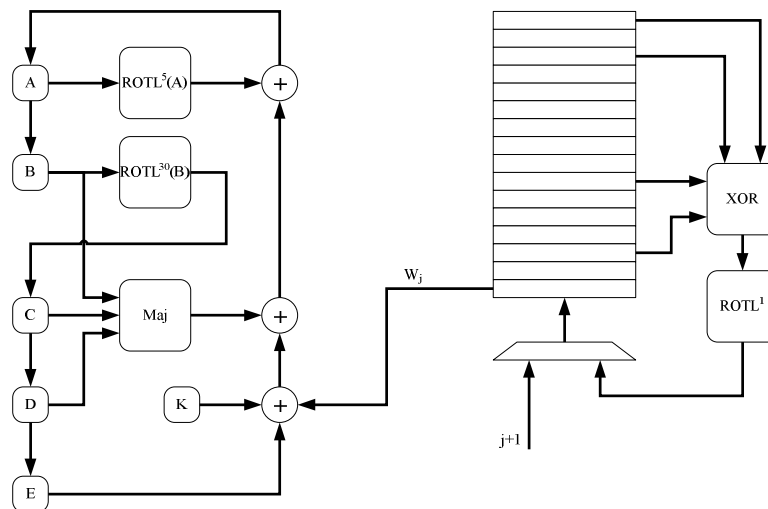 A
ROTL⁵(A)
+
B
ROTL³⁰(B)
XOR
Wⱼ
ROTL¹
C
Maj
+
D
K
+
j+1
E